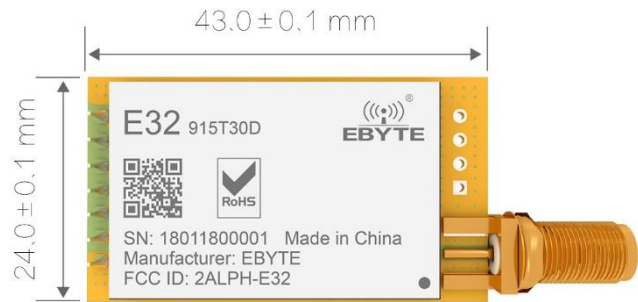 43.0±0.1 mm
24.0±0.1 mm
E32 915T30D
®
EBYTE
RoHS
SN: 18011800001 Made in China
Manufacturer: EBYTE
FCC ID: 2ALPH-E32